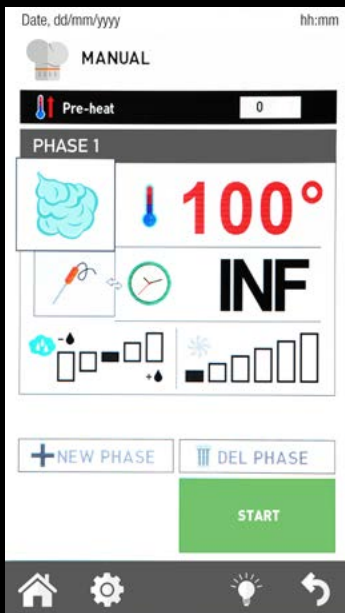 Date, dd/mm/yyyy hh:mm
MANUAL
Pre-heat 0
PHASE 1
100°
INF
- +
NEW PHASE DEL PHASE
START